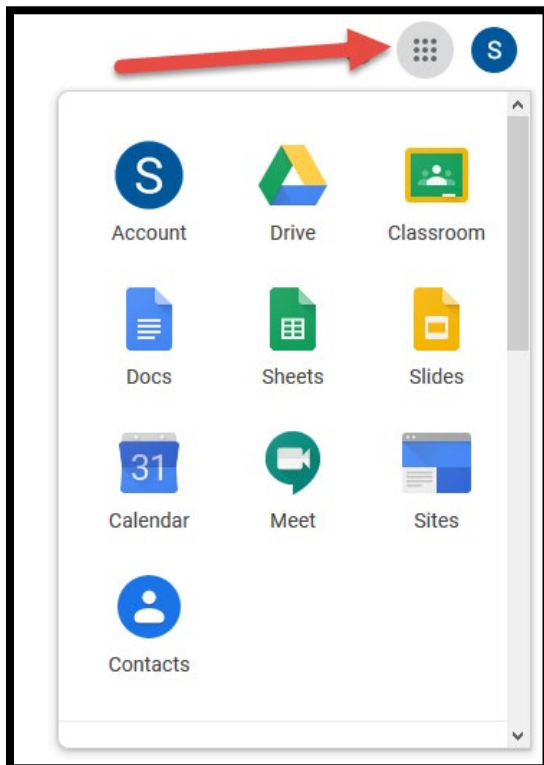 S
S
Account Drive Classroom
Docs Sheets Slides
31
Calendar Meet Sites
Contacts